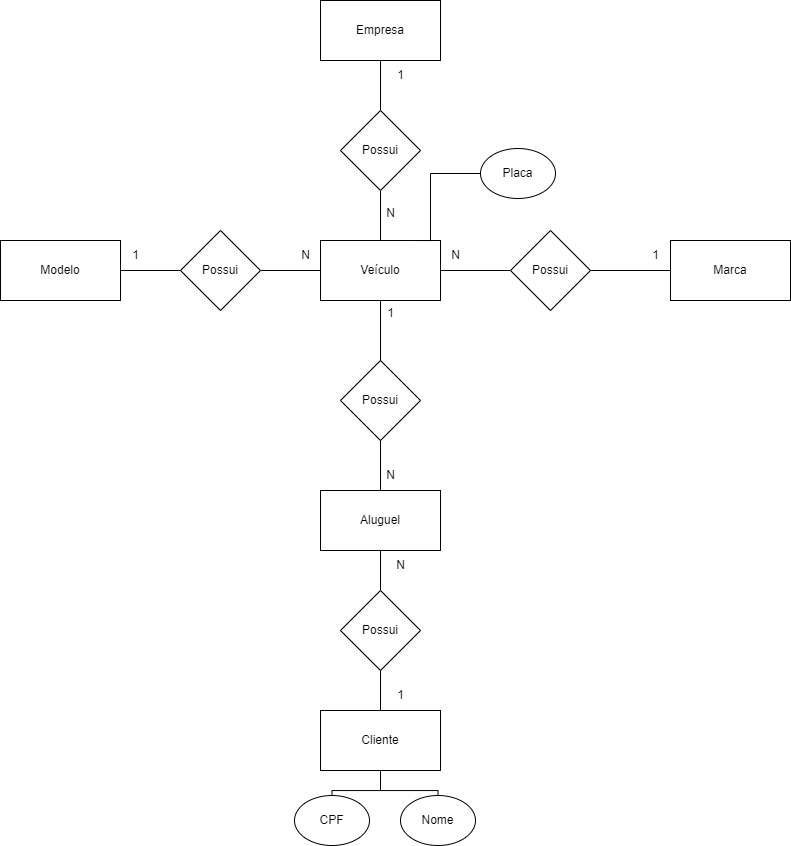 Empresa
1
Possui
Placa
N
Modelo
1
Possui
N
Veículo
N
Possui
1
Marca
1
Possui
N
Aluguel
N
Possui
1
Cliente
CPF
Nome